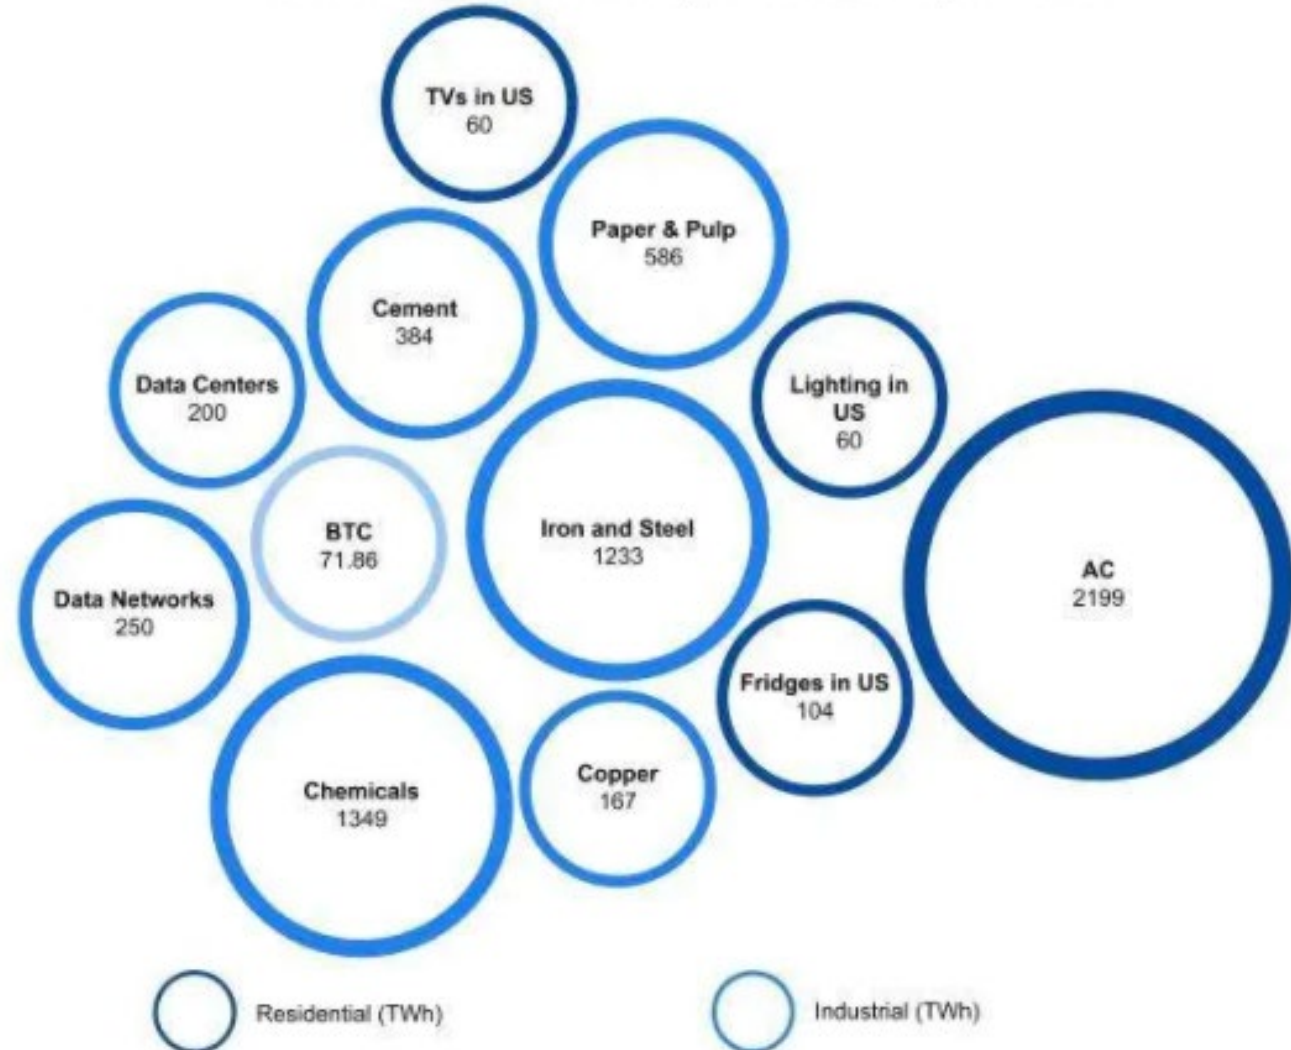 TVs in US
60
Paper & Pulp
586
Cement
384
Data Centers
200
Lighting in
US
60
BTC
71.86
Iron and Steel
1233
AC
2199
Data Networks
250
Fridges in US
104
Chemicals
1349
Copper
167
Residential (TWh)
Industrial (TWh)